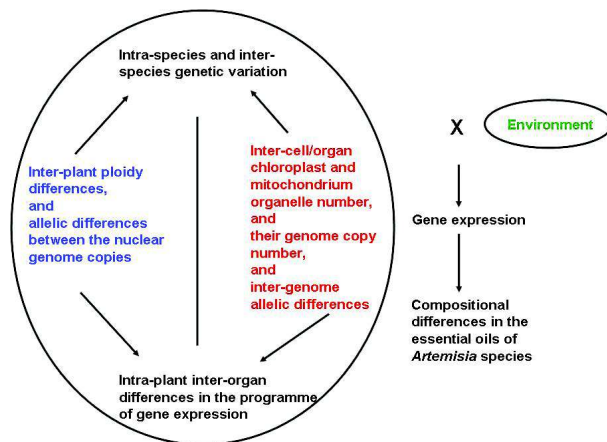 Intra-species and inter-
species genetic variation
Inter-plant ploidy
differences,
and
allelic differences
between the nuclear
genome copies
Inter-cell/organ
chloroplast and
mitochondrium
organelle number,
and
their genome copy
number,
and
inter-genome
allelic differences
Intra-plant inter-organ
differences in the programme
of gene expression
X
Environment
Gene expression
Compositional
differences in the
essential oils of
Artemisia species